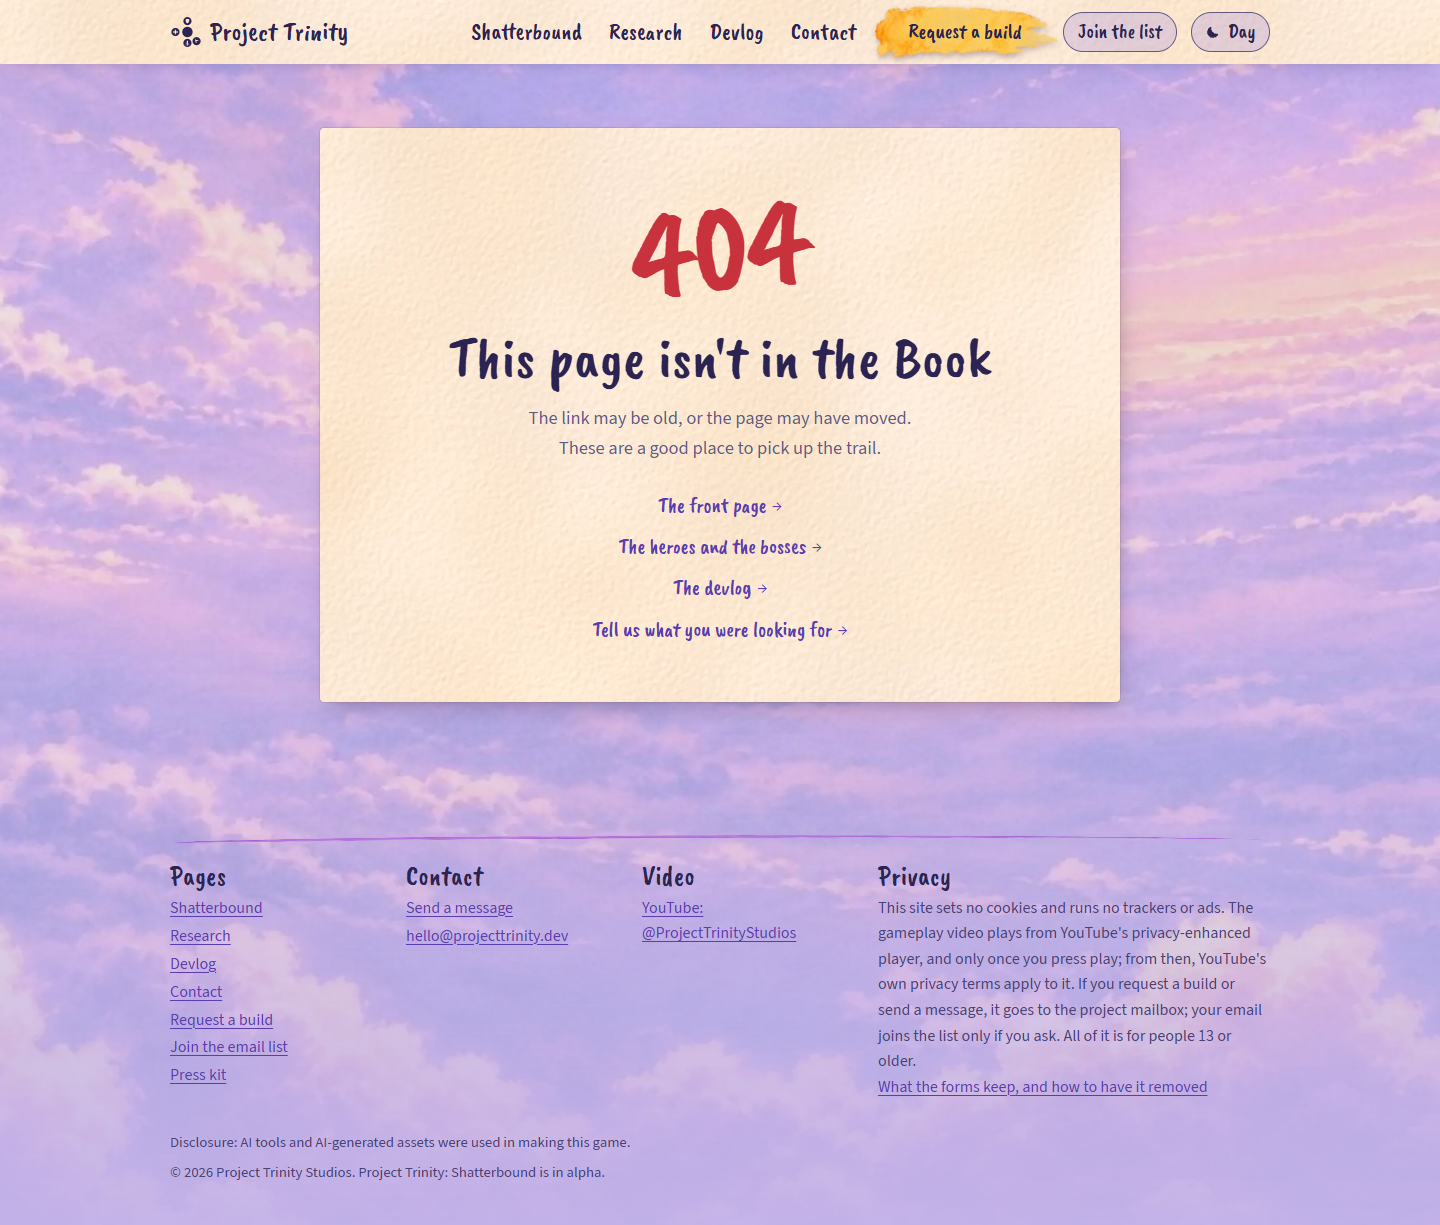 Project Trinity
Shatterbound
Research
Devlog
Contact
Request a build
Join the list
Day
404
This page isn't in the Book
The link may be old, or the page may have moved.
These are a good place to pick up the trail.
The front page →
The heroes and the bosses →
The devlog →
Tell us what you were looking for →
Pages
Shatterbound
Research
Devlog
Contact
Request a build
Join the email list
Press kit
Contact
Send a message
hello@projecttrinity.dev
Video
YouTube:
@ProjectTrinityStudios
Privacy
This site sets no cookies and runs no trackers or ads. The
gameplay video plays from YouTube's privacy-enhanced
player, and only once you press play; from then, YouTube's
own privacy terms apply to it. If you request a build or
send a message, it goes to the project mailbox; your email
joins the list only if you ask. All of it is for people 13 or
older.
What the forms keep, and how to have it removed
Disclosure: AI tools and AI-generated assets were used in making this game.
© 2026 Project Trinity Studios. Project Trinity: Shatterbound is in alpha.